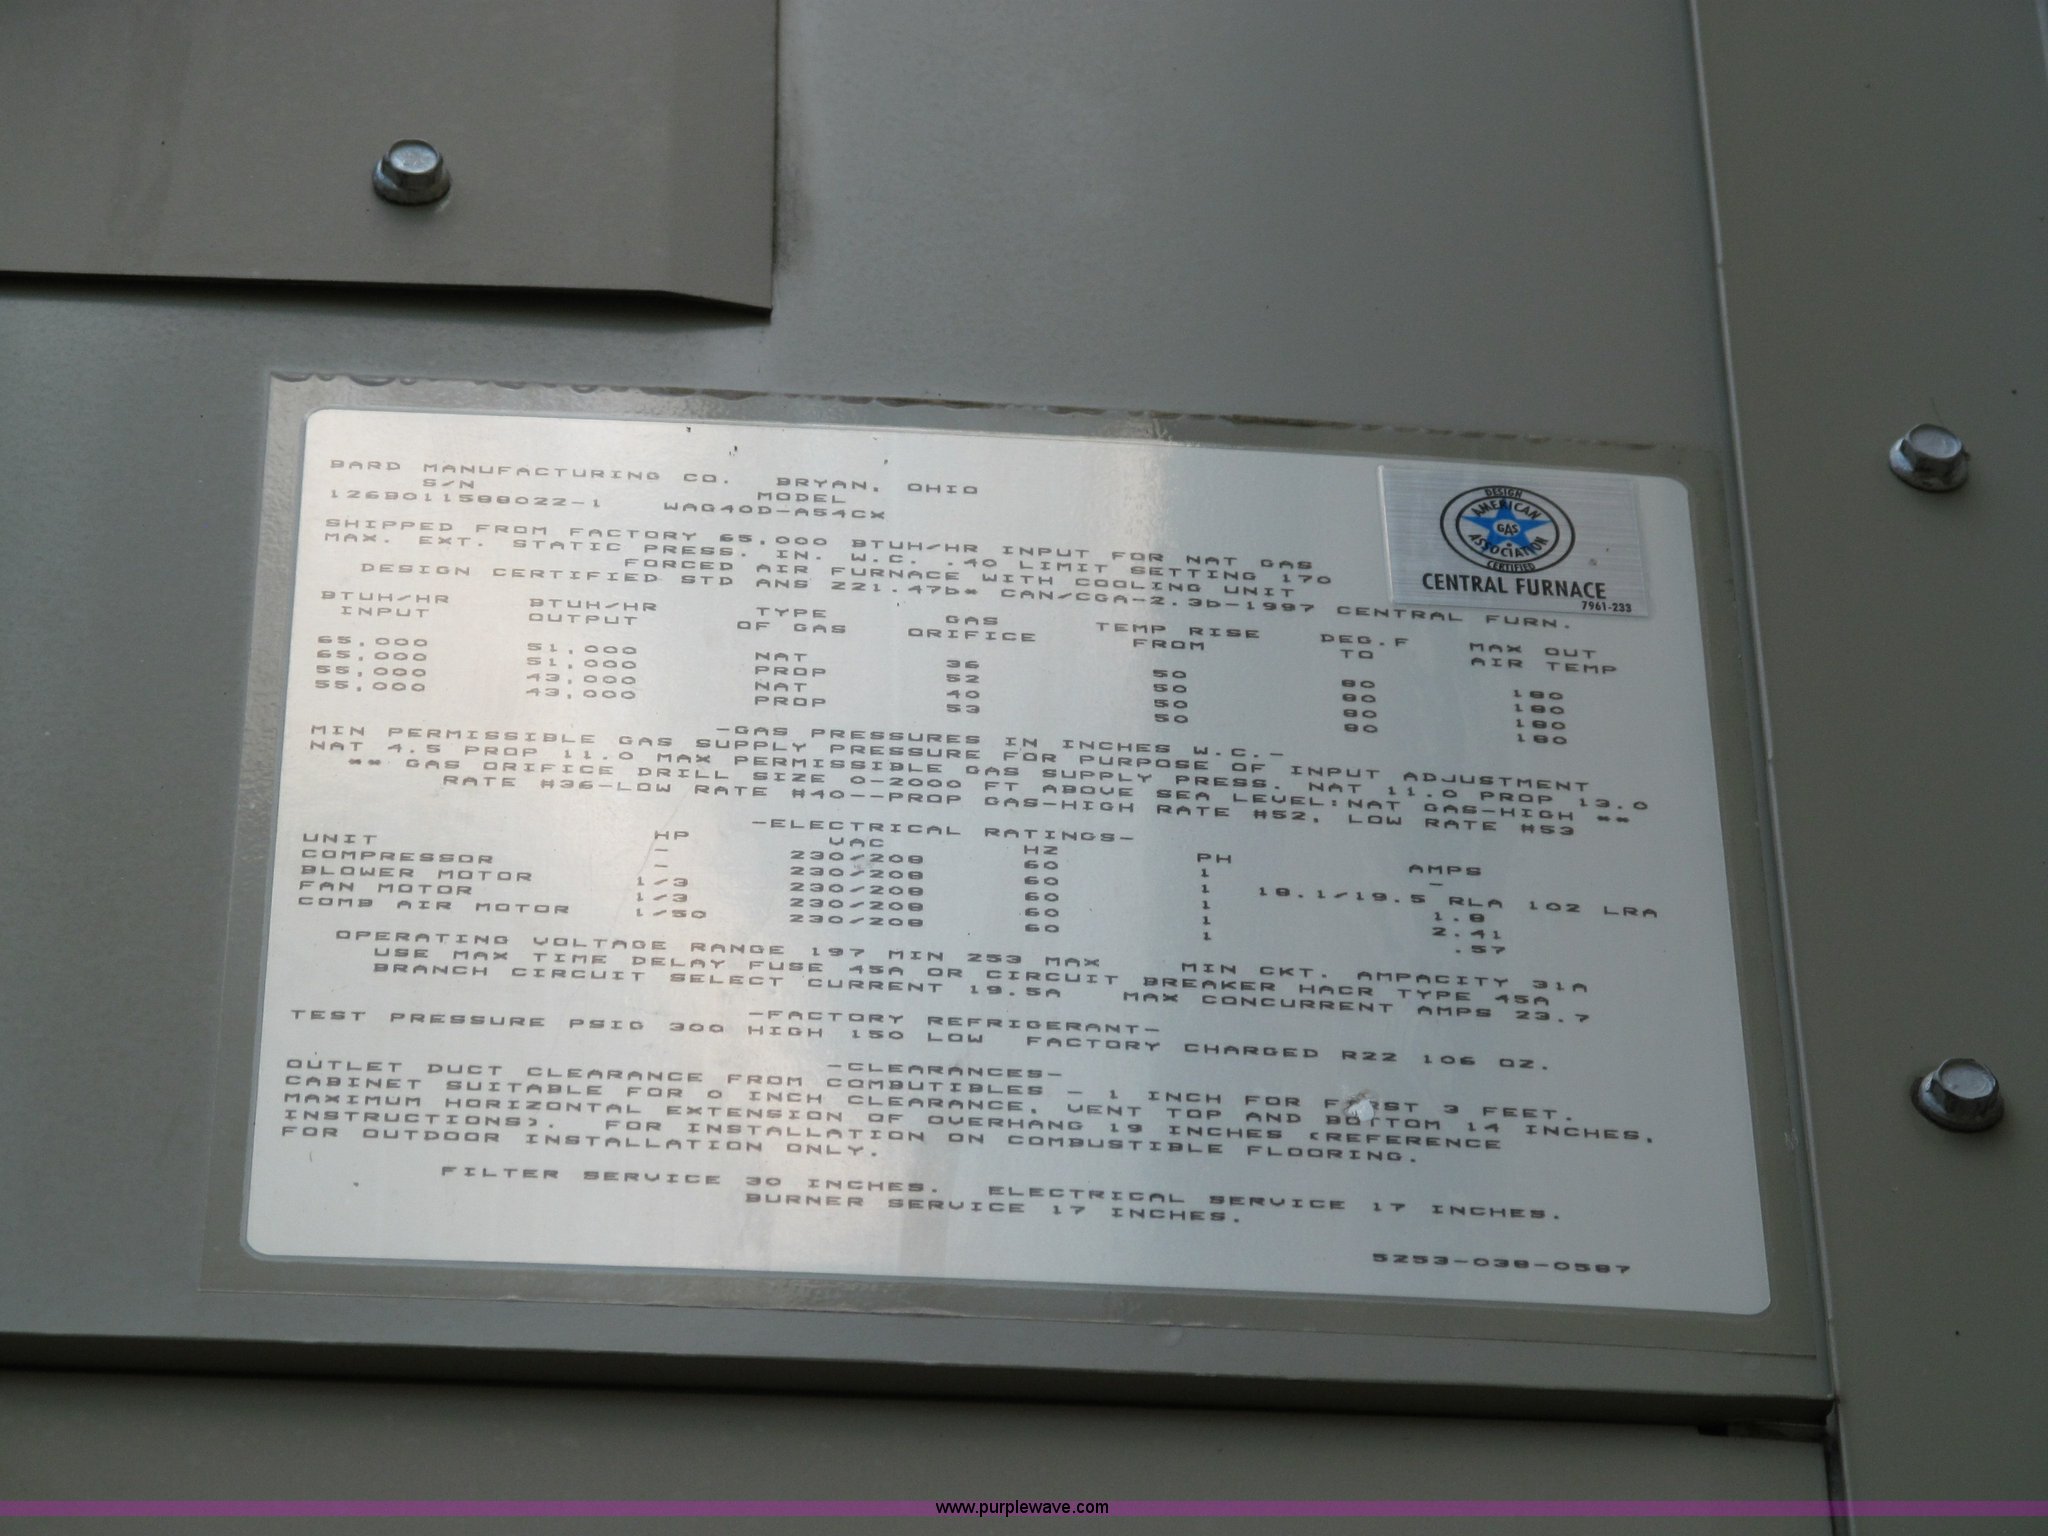 BARD MANUFACTURING CO. BRYAN, OHIO
S/N MODEL
126B011588022-1 WAG40D-A54CX
SHIPPED FROM FACTORY 65,000 BTUH/HR INPUT FOR NAT GAS
MAX. EXT. STATIC PRESS. IN. W.C. .40 LIMIT SETTING 170
FORCED AIR FURNACE WITH COOLING UNIT
DESIGN CERTIFIED STD ANS Z21.47D* CAN/CGA-2.3D-1997 CENTRAL FURN.
BTUH/HR BTUH/HR TYPE GAS TEMP RISE DEG.F MAX OUT
INPUT OUTPUT OF GAS ORIFICE FROM TO AIR TEMP
65,000 51,000 NAT 36 50 80 180
65,000 51,000 PROP 52 50 80 180
55,000 43,000 NAT 40 50 80 180
55,000 43,000 PROP 53 50 80 180
-GAS PRESSURES IN INCHES W.C.-
MIN PERMISSIBLE GAS SUPPLY PRESSURE FOR PURPOSE OF INPUT ADJUSTMENT
NAT 4.5 PROP 11.0 MAX PERMISSIBLE GAS SUPPLY PRESS. NAT 11.0 PROP 13.0
** GAS ORIFICE DRILL SIZE 0-2000 FT ABOVE SEA LEVEL:NAT GAS-HIGH **
RATE #36-LOW RATE #40--PROP GAS-HIGH RATE #52, LOW RATE #53
-ELECTRICAL RATINGS-
UNIT HP VAC HZ PH AMPS
COMPRESSOR - 230/208 60 1 -
BLOWER MOTOR - 230/208 60 1 18.1/19.5 RLA 102 LRA
FAN MOTOR 1/3 230/208 60 1 1.8
COMB AIR MOTOR 1/3 230/208 60 1 2.41
1/50 230/208 60 1 .57
OPERATING VOLTAGE RANGE 197 MIN 253 MAX MIN CKT. AMPACITY 31A
USE MAX TIME DELAY FUSE 45A OR CIRCUIT BREAKER HACR TYPE 45A
BRANCH CIRCUIT SELECT CURRENT 19.5A MAX CONCURRENT AMPS 23.7
-FACTORY REFRIGERANT-
TEST PRESSURE PSIG 300 HIGH 150 LOW FACTORY CHARGED R22 106 OZ.
-CLEARANCES-
OUTLET DUCT CLEARANCE FROM COMBUTIBLES - 1 INCH FOR FIRST 3 FEET.
CABINET SUITABLE FOR 0 INCH CLEARANCE, VENT TOP AND BOTTOM 14 INCHES,
MAXIMUM HORIZONTAL EXTENSION OF OVERHANG 19 INCHES (REFERENCE
INSTRUCTIONS). FOR INSTALLATION ON COMBUSTIBLE FLOORING.
FOR OUTDOOR INSTALLATION ONLY.
FILTER SERVICE 30 INCHES. ELECTRICAL SERVICE 17 INCHES.
BURNER SERVICE 17 INCHES.
5253-038-0587
DESIGN
AMERICAN
GAS
ASSOCIATION
CERTIFIED
CENTRAL FURNACE
7961-233
www.purplewave.com